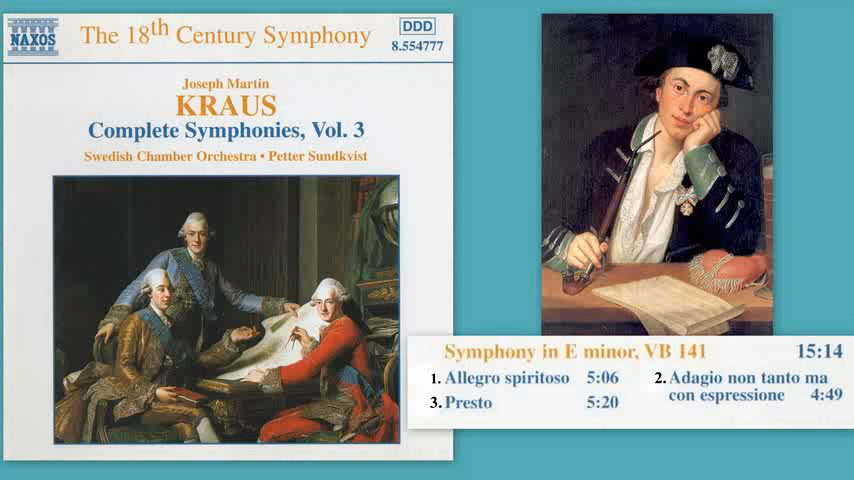 NAXOS
The 18th Century Symphony
DDD
8.554777
Joseph Martin
KRAUS
Complete Symphonies, Vol. 3
Swedish Chamber Orchestra • Petter Sundkvist
Symphony in E minor, VB 141 15:14
1. Allegro spiritoso 5:06
2. Adagio non tanto ma
con espressione 4:49
3. Presto 5:20